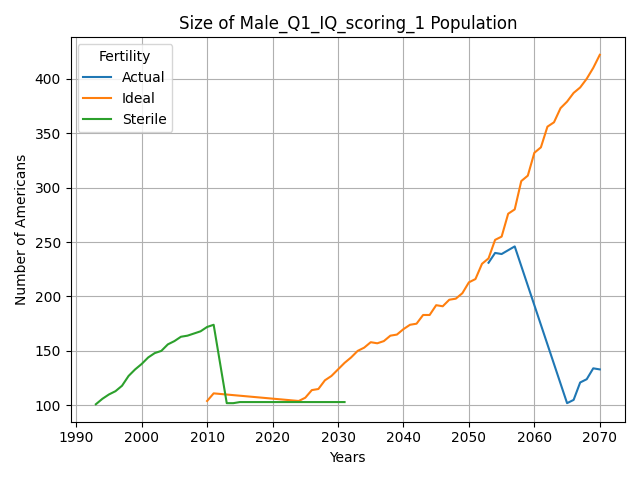 Size of Male_Q1_IQ_scoring_1 Population
Fertility
Actual
Ideal
Sterile
Number of Americans
400
350
300
250
200
150
100
1990 2000 2010 2020 2030 2040 2050 2060 2070
Years